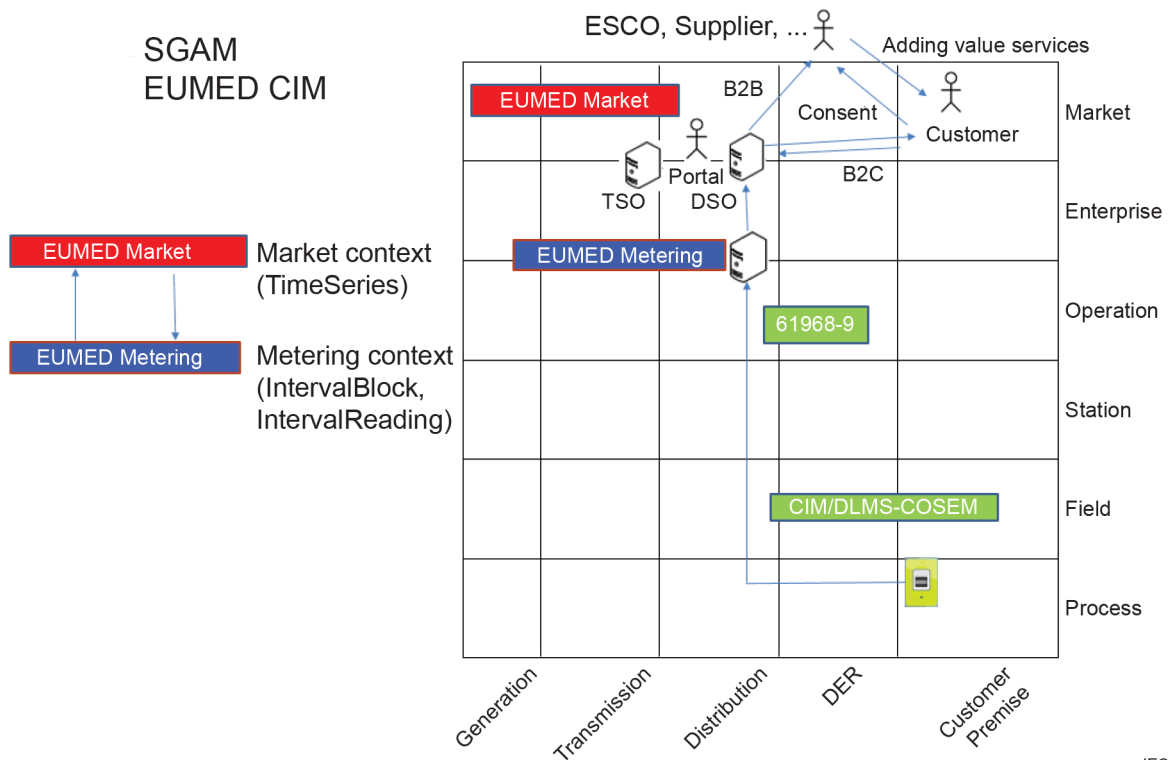 SGAM
EUMED CIM
ESCO, Supplier, ...
Adding value services
EUMED Market
B2B
Consent
Customer
Market
Portal
B2C
TSO
DSO
Enterprise
EUMED Market
Market context
(TimeSeries)
EUMED Metering
61968-9
Operation
EUMED Metering
Metering context
(IntervalBlock,
IntervalReading)
Station
CIM/DLMS-COSEM
Field
Process
Generation
Transmission
Distribution
DER
Customer
Premise